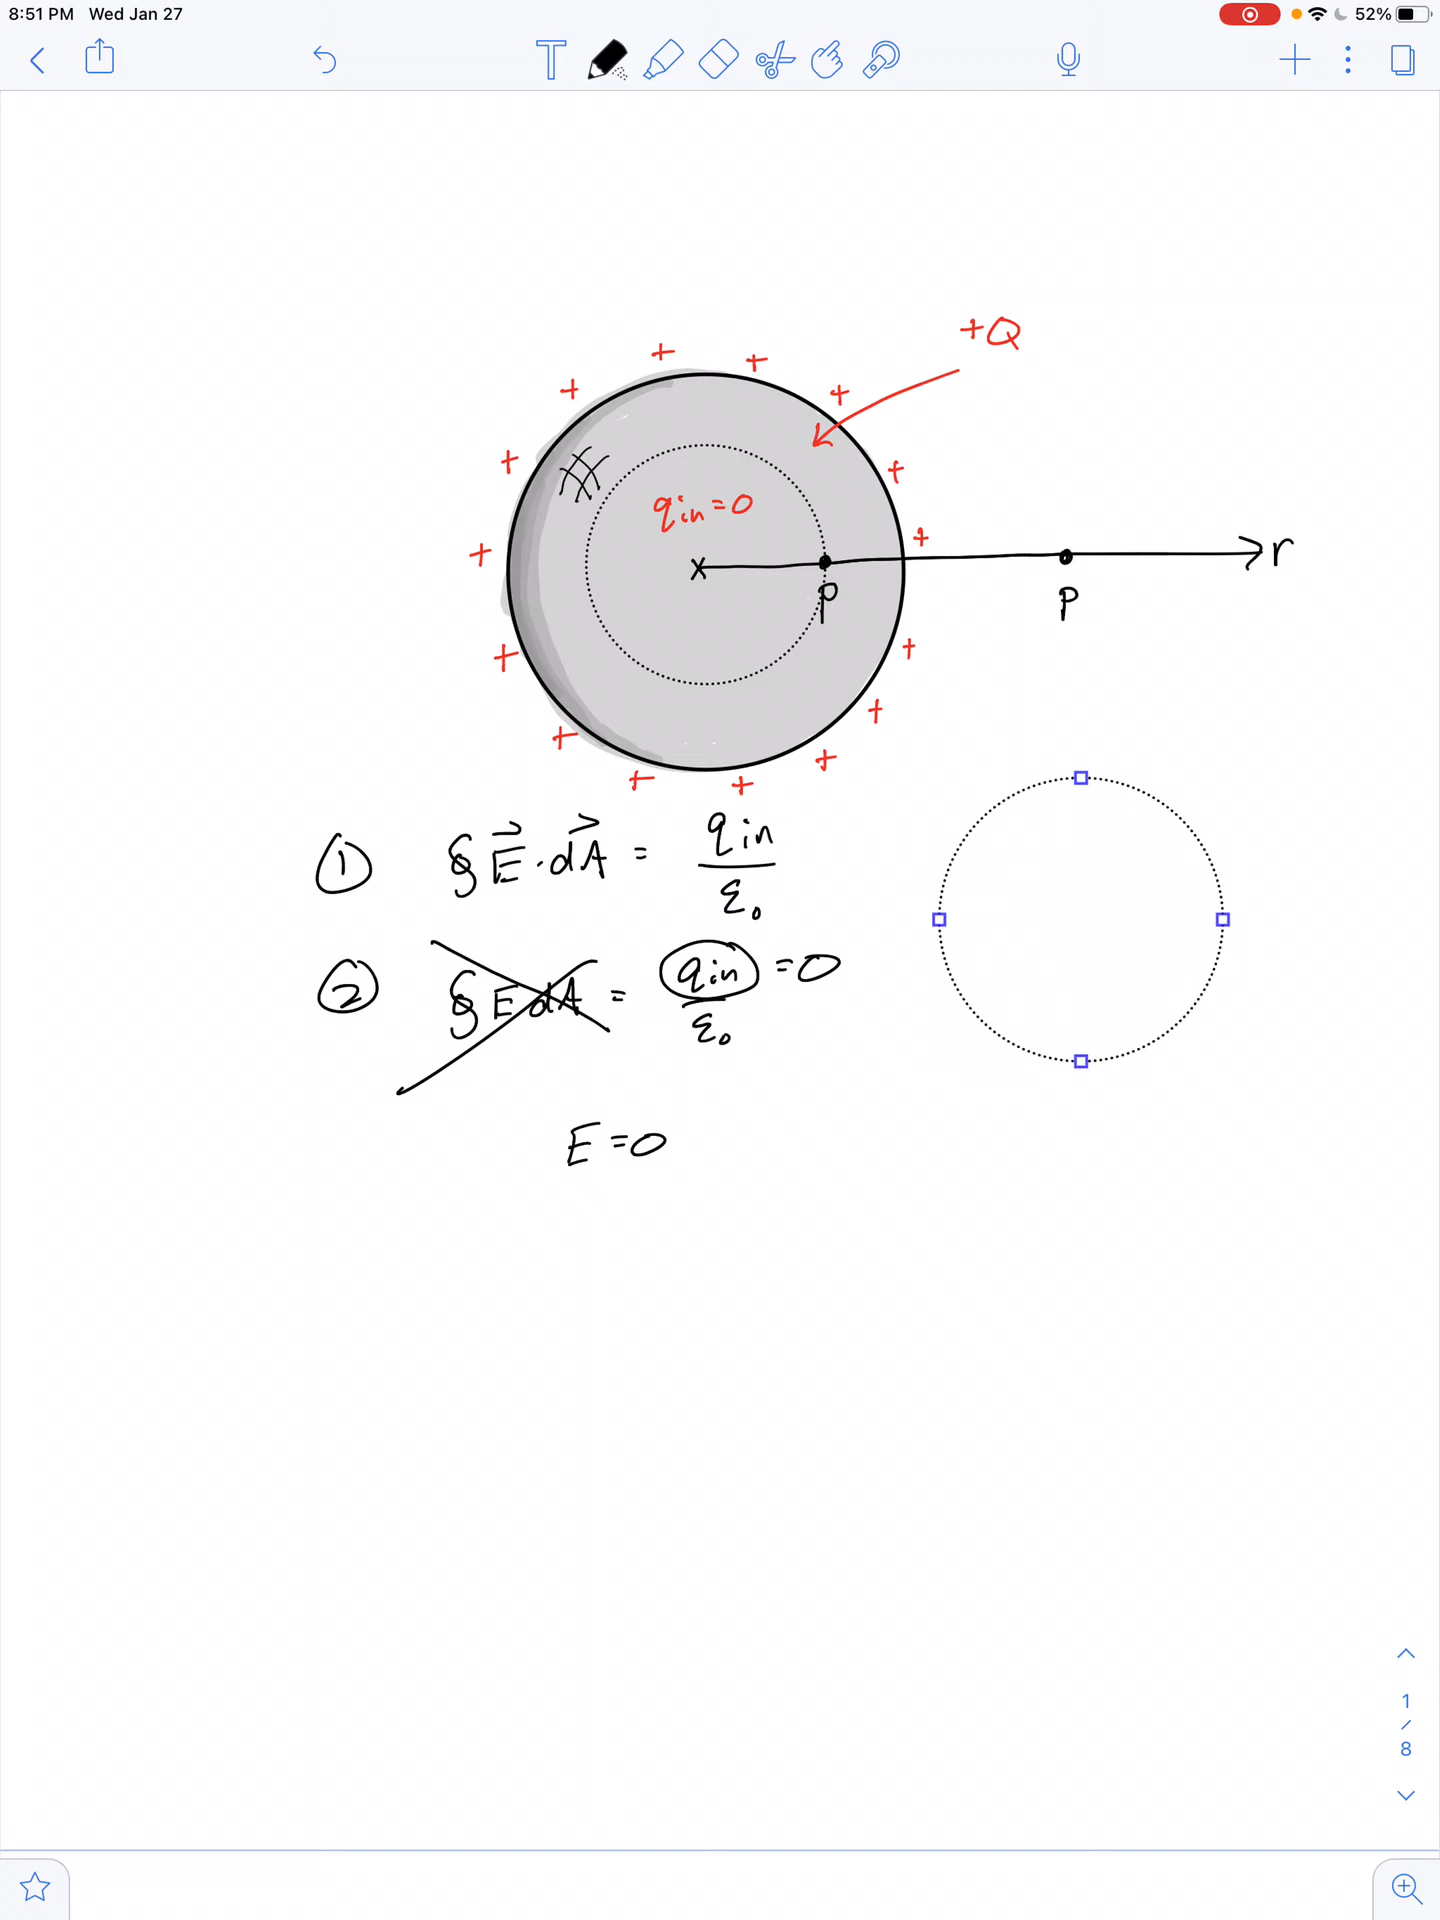 8:51 PM Wed Jan 27
52%
T
+Q
+ + + + + + + + + + + + + + + +
qin = 0
x
r
P
P
① ∮ E⃗ · dA⃗ = qin / ε₀
② ∮ E dA = qin / ε₀ = 0
E = 0
1
/
8